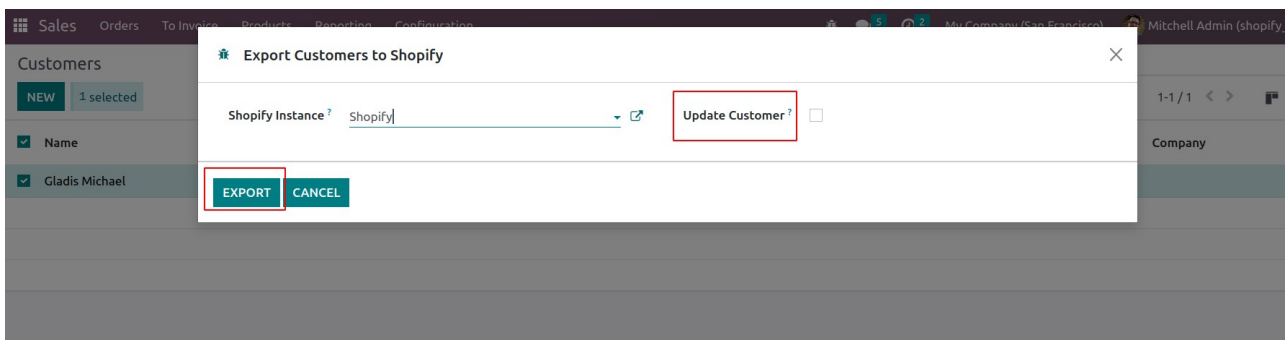 Sales Orders To Invoice Products Reporting Configuration 5 2 My Company (San Francisco) Mitchell Admin (shopify_
Export Customers to Shopify
Customers
NEW 1 selected 1-1 / 1
Shopify Instance ? Shopify Update Customer ?
Name Company
Gladis Michael
EXPORT CANCEL